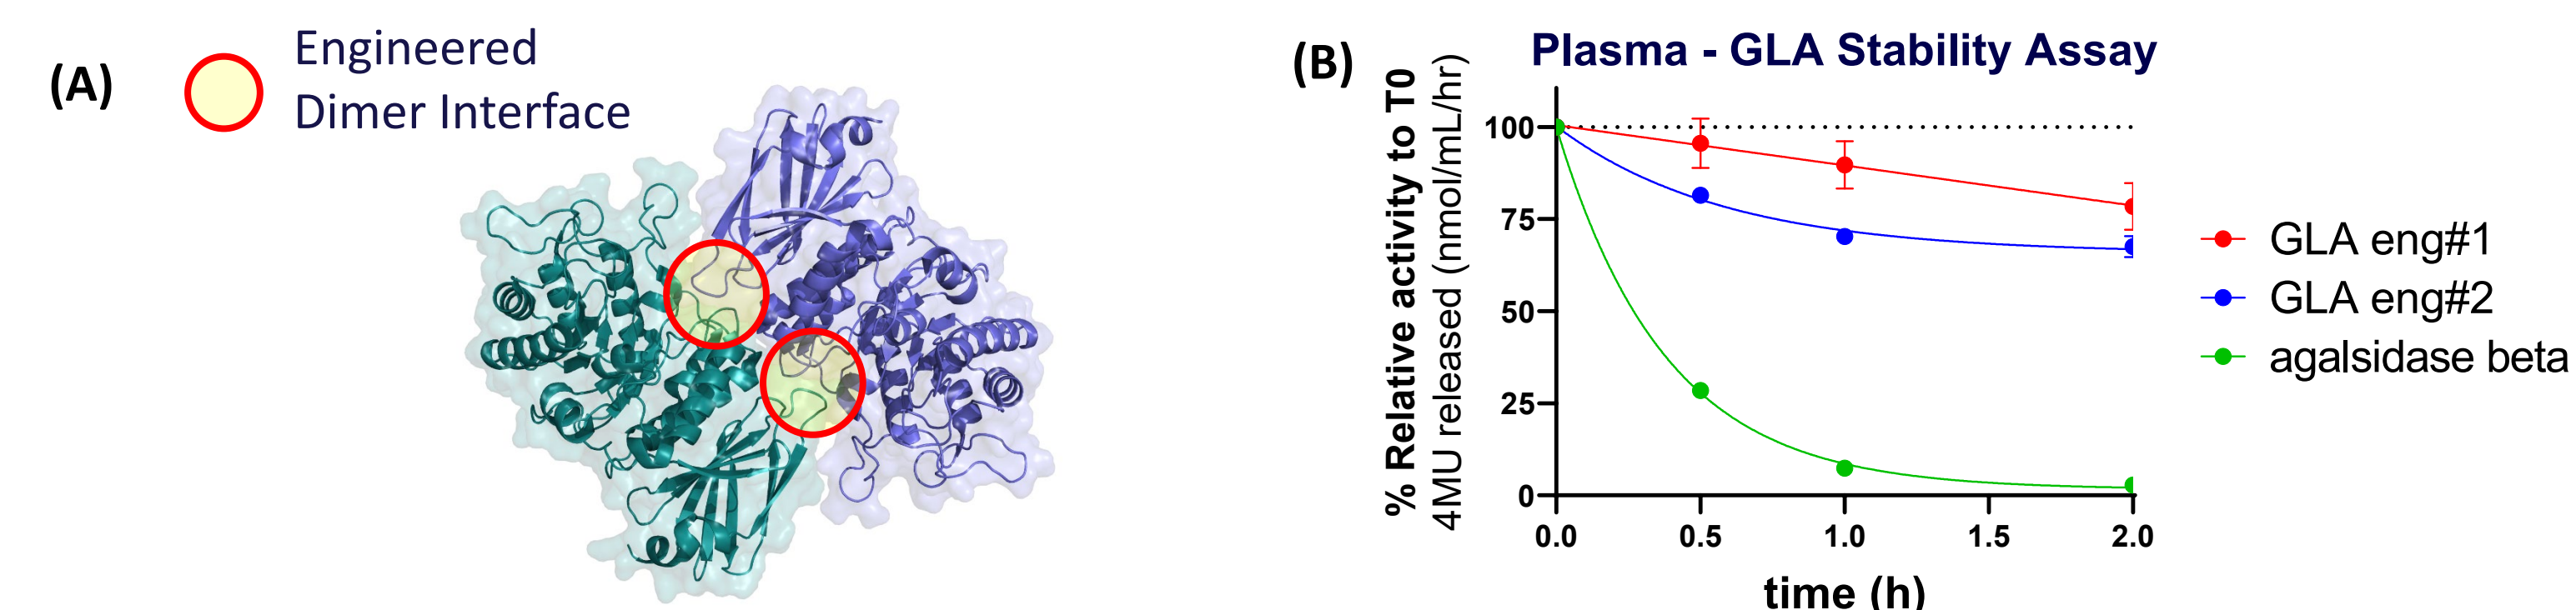 (A)
Engineered
Dimer Interface
(B)
Plasma - GLA Stability Assay
% Relative activity to T0
4MU released (nmol/mL/hr)
100
75
50
25
0
0.0 0.5 1.0 1.5 2.0
time (h)
GLA eng#1
GLA eng#2
agalsidase beta